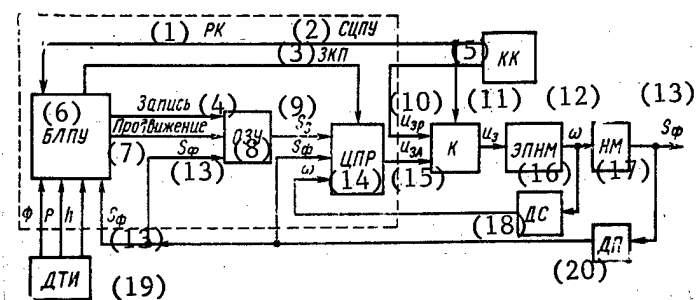 (1) РК (2) СЦПУ
(3) ЗКП (5) КК
(6) Запись (4) (9) (10) (11) (12) (13)
БЛПУ Продвижение ОЗУ Sз Uзр Uз ω Sф
(7) Sф (8) Sф ЦПР Uзд К ЭПНМ НМ
(13) ω (14) (15) (16) (17)
Ф Р h Sф (18) ДС
(13) ДП
ДТИ (19) (20)